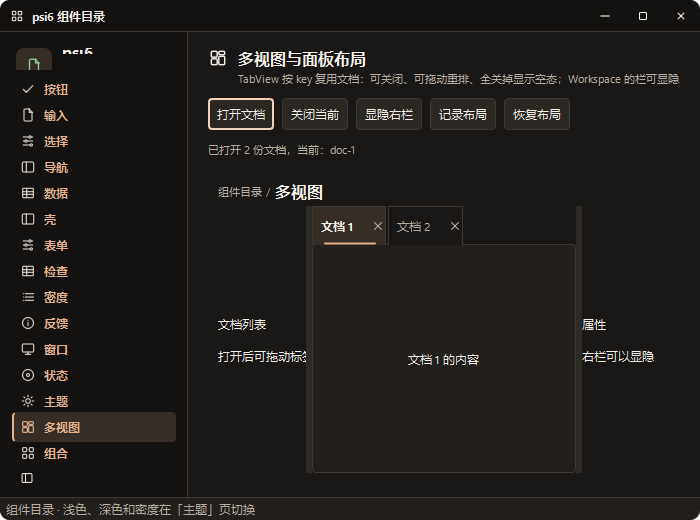 psi6 组件目录
psi6
按钮
输入
选择
导航
数据
壳
表单
检查
密度
反馈
窗口
状态
主题
多视图
组合
多视图与面板布局
TabView 按 key 复用文档：可关闭、可拖动重排、全关掉显示空态；Workspace 的栏可显隐
打开文档 关闭当前 显隐右栏 记录布局 恢复布局
已打开 2 份文档，当前：doc-1
组件目录 / 多视图
文档 1 文档 2
文档列表
打开后可拖动标签
文档 1 的内容
属性
右栏可以显隐
组件目录 · 浅色、深色和密度在「主题」页切换